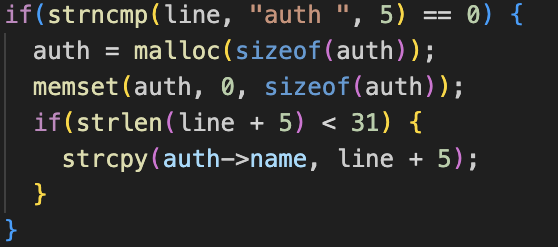 if(strncmp(line, "auth ", 5) == 0) {
auth = malloc(sizeof(auth));
memset(auth, 0, sizeof(auth));
if(strlen(line + 5) < 31) {
strcpy(auth->name, line + 5);
}
}